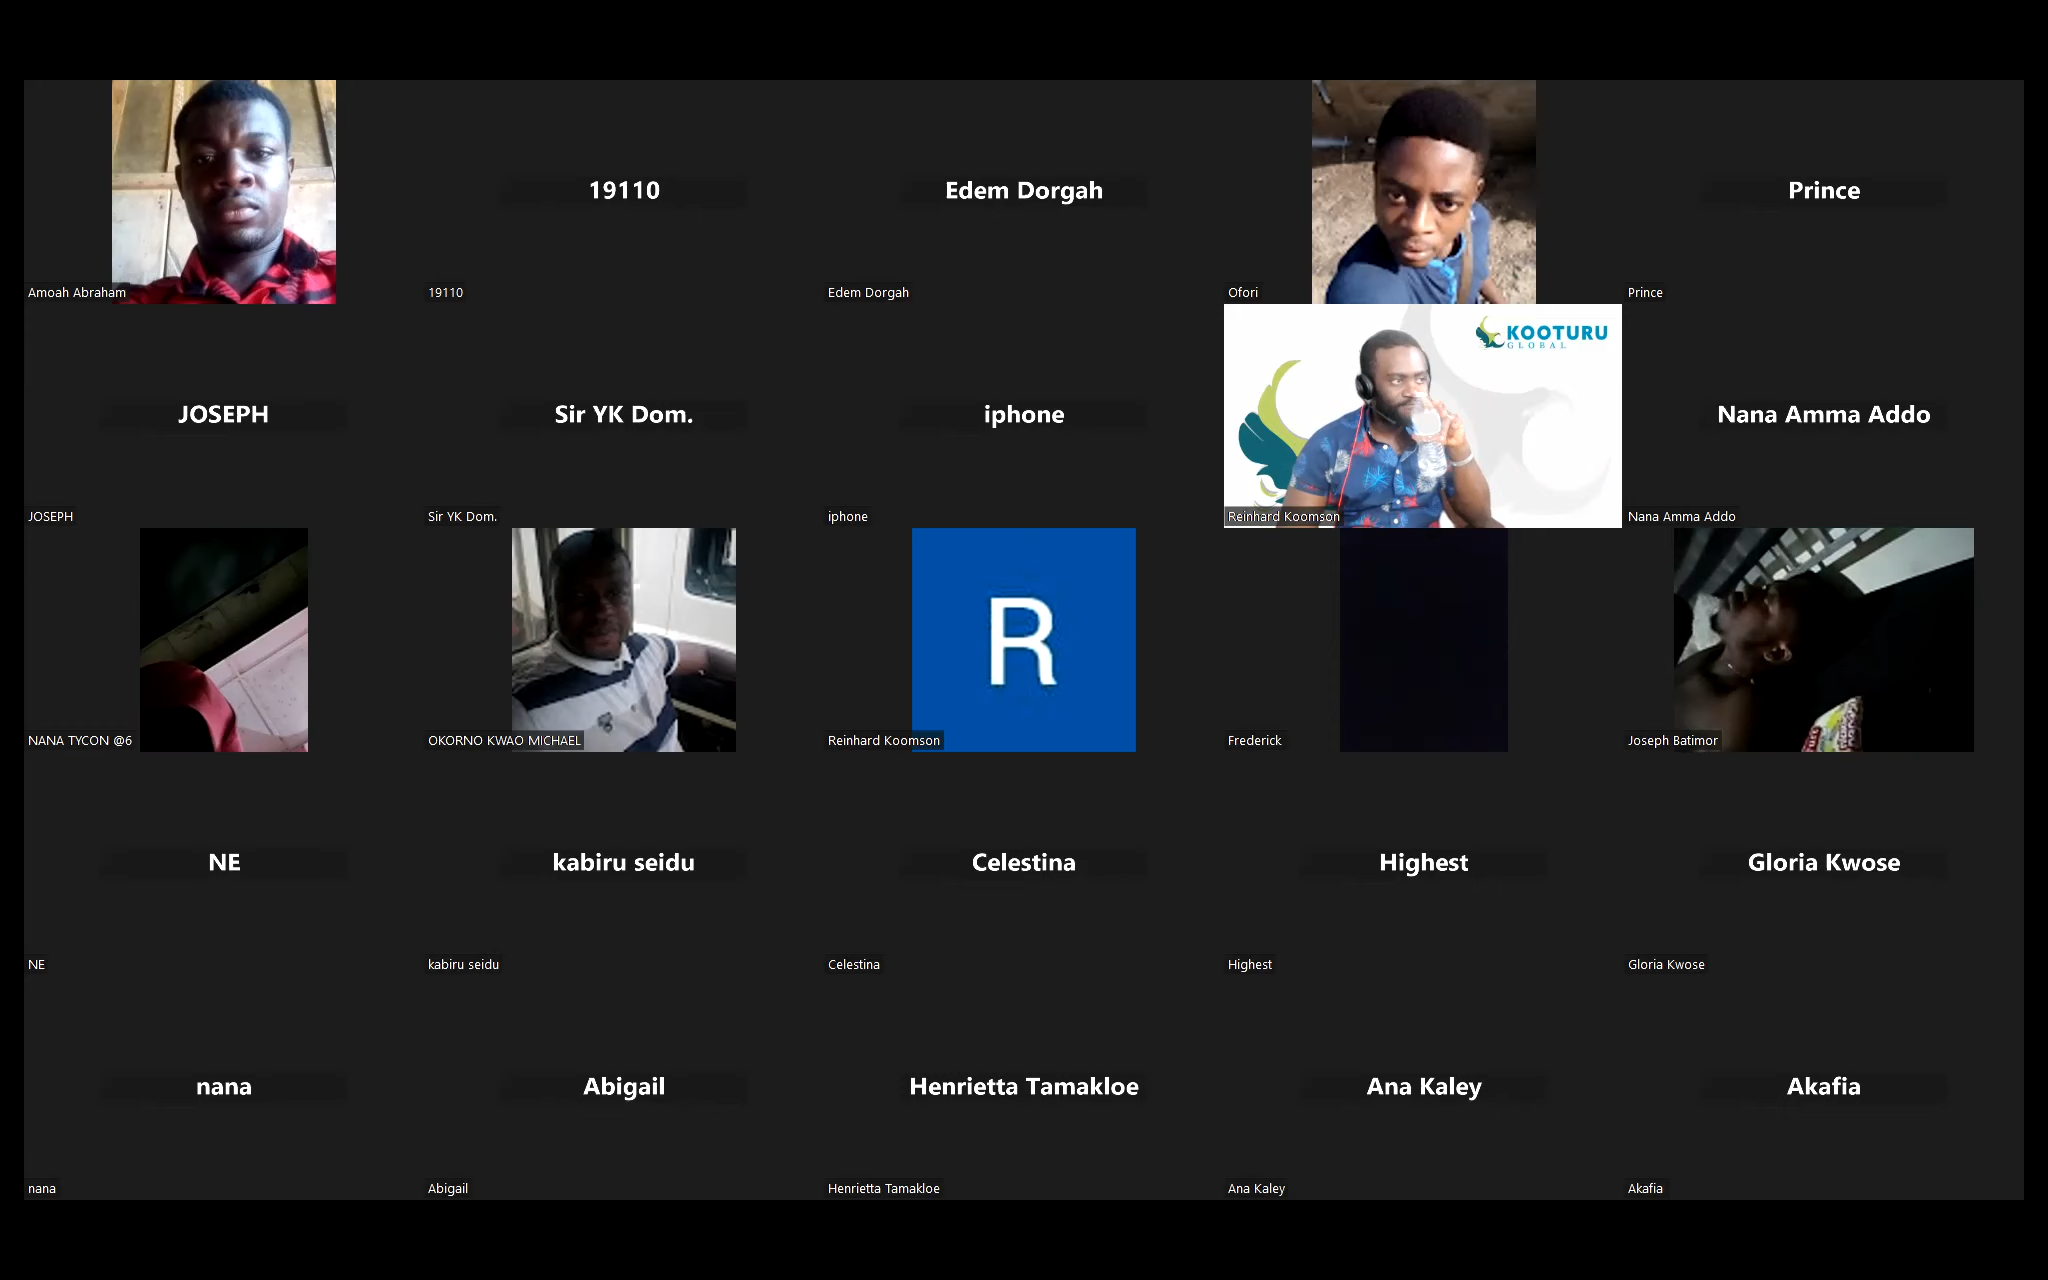 19110
Edem Dorgah
Prince
Amoah Abraham
19110
Edem Dorgah
Ofori
Prince
KOOTURU
GLOBAL
JOSEPH
Sir YK Dom.
iphone
Nana Amma Addo
JOSEPH
Sir YK Dom.
iphone
Reinhard Koomson
Nana Amma Addo
R
NANA TYCON @6
OKORNO KWAO MICHAEL
Reinhard Koomson
Frederick
Joseph Batimor
NE
kabiru seidu
Celestina
Highest
Gloria Kwose
NE
kabiru seidu
Celestina
Highest
Gloria Kwose
nana
Abigail
Henrietta Tamakloe
Ana Kaley
Akafia
nana
Abigail
Henrietta Tamakloe
Ana Kaley
Akafia